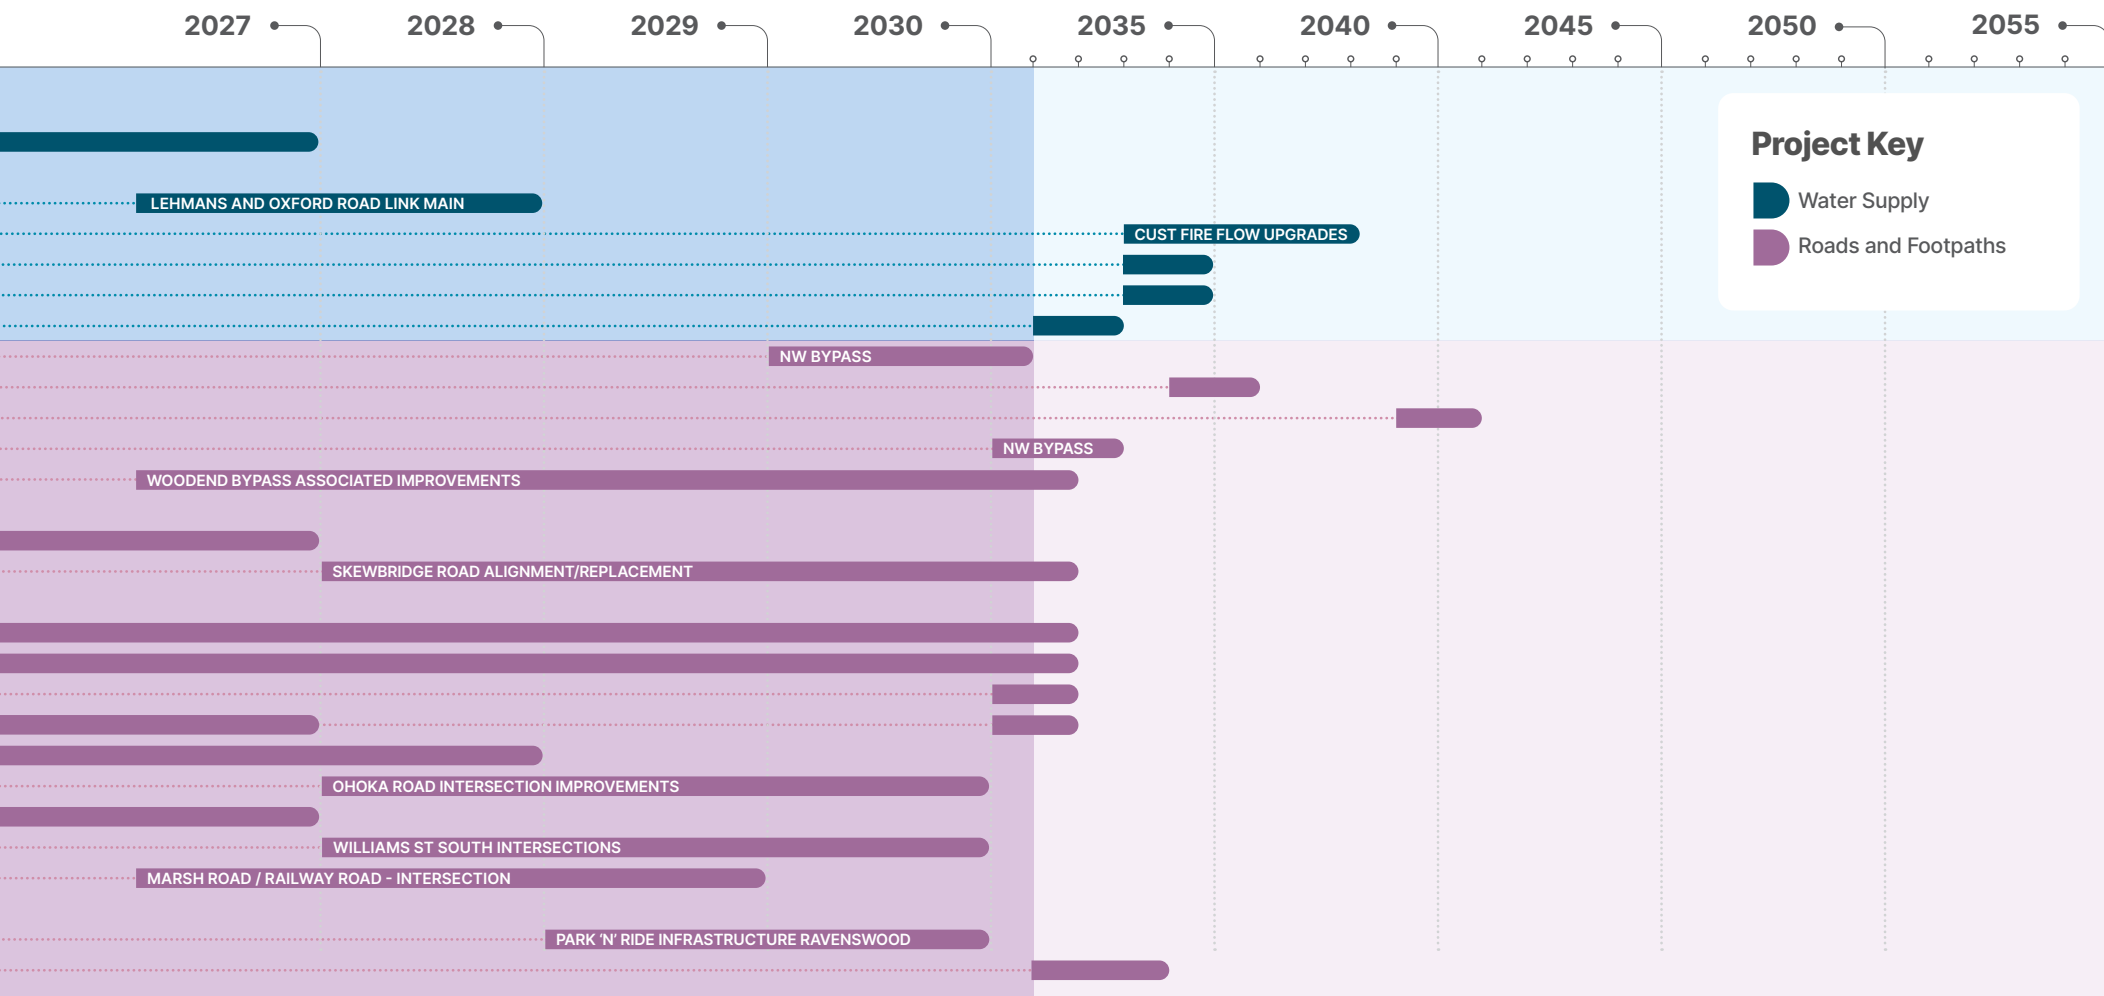 2027
2028
2029
2030
2035
2040
2045
2050
2055
Project Key
Water Supply
Roads and Footpaths
LEHMANS AND OXFORD ROAD LINK MAIN
CUST FIRE FLOW UPGRADES
NW BYPASS
NW BYPASS
WOODEND BYPASS ASSOCIATED IMPROVEMENTS
SKEWBRIDGE ROAD ALIGNMENT/REPLACEMENT
OHOKA ROAD INTERSECTION IMPROVEMENTS
WILLIAMS ST SOUTH INTERSECTIONS
MARSH ROAD / RAILWAY ROAD - INTERSECTION
PARK ‘N’ RIDE INFRASTRUCTURE RAVENSWOOD